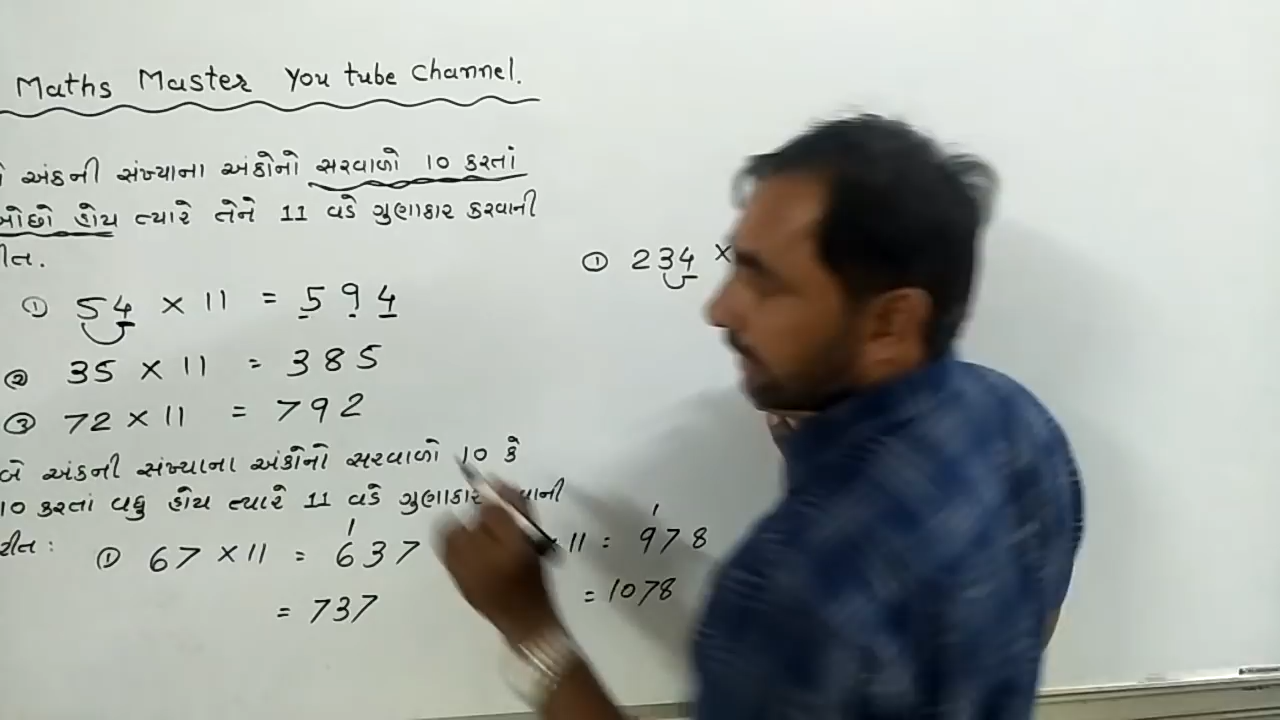 Maths Master You tube Channel.
અંકની સંખ્યાના અંકોનો સરવાળો 10 કરતાં
ઓછો હોય ત્યારે તેને 11 વડે ગુણાકાર કરવાની
① 54 × 11 = 594
② 35 × 11 = 385
③ 72 × 11 = 792
બે અંકની સંખ્યાના અંકોનો સરવાળો 10 કે
10 કરતાં વધુ હોય ત્યારે 11 વડે ગુણાકાર
રીત :
1
① 67 × 11 = 637
= 737
1
11 = 978
= 1078
① 234 ×